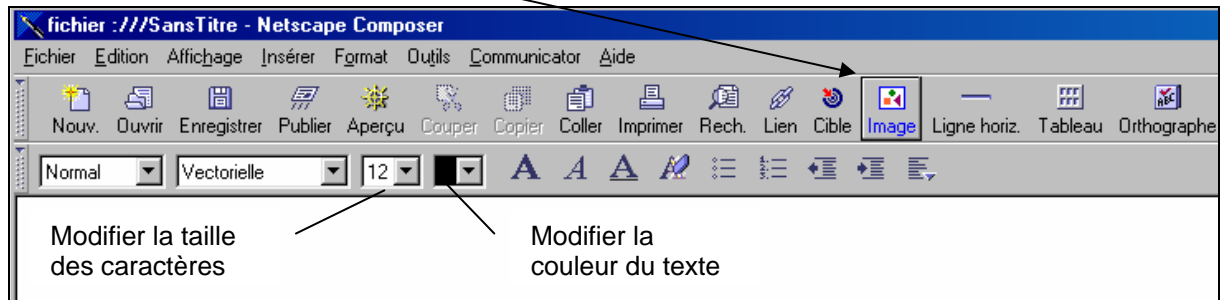 fichier :///SansTitre - Netscape Composer
Fichier Edition Affichage Insérer Format Outils Communicator Aide
Nouv. Ouvrir Enregistrer Publier Aperçu Couper Copier Coller Imprimer Rech. Lien Cible Image Ligne horiz. Tableau Orthographe
Normal Vectorielle 12 A A A
Modifier la taille
des caractères
Modifier la
couleur du texte